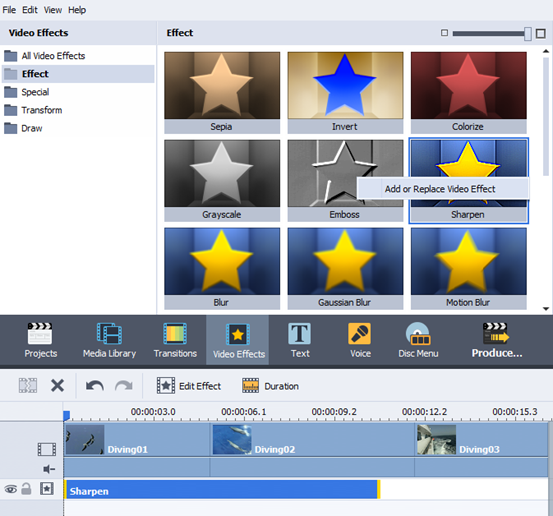 File Edit View Help
Video Effects
Effect
All Video Effects
Effect
Special
Transform
Draw
Sepia
Invert
Colorize
Grayscale
Emboss
Sharpen
Add or Replace Video Effect
Blur
Gaussian Blur
Motion Blur
Projects
Media Library
Transitions
Video Effects
Text
Voice
Disc Menu
Produce...
Edit Effect
Duration
00:00:03.0 00:00:06.1 00:00:09.2 00:00:12.2 00:00:15.3
Diving01
Diving02
Diving03
Sharpen